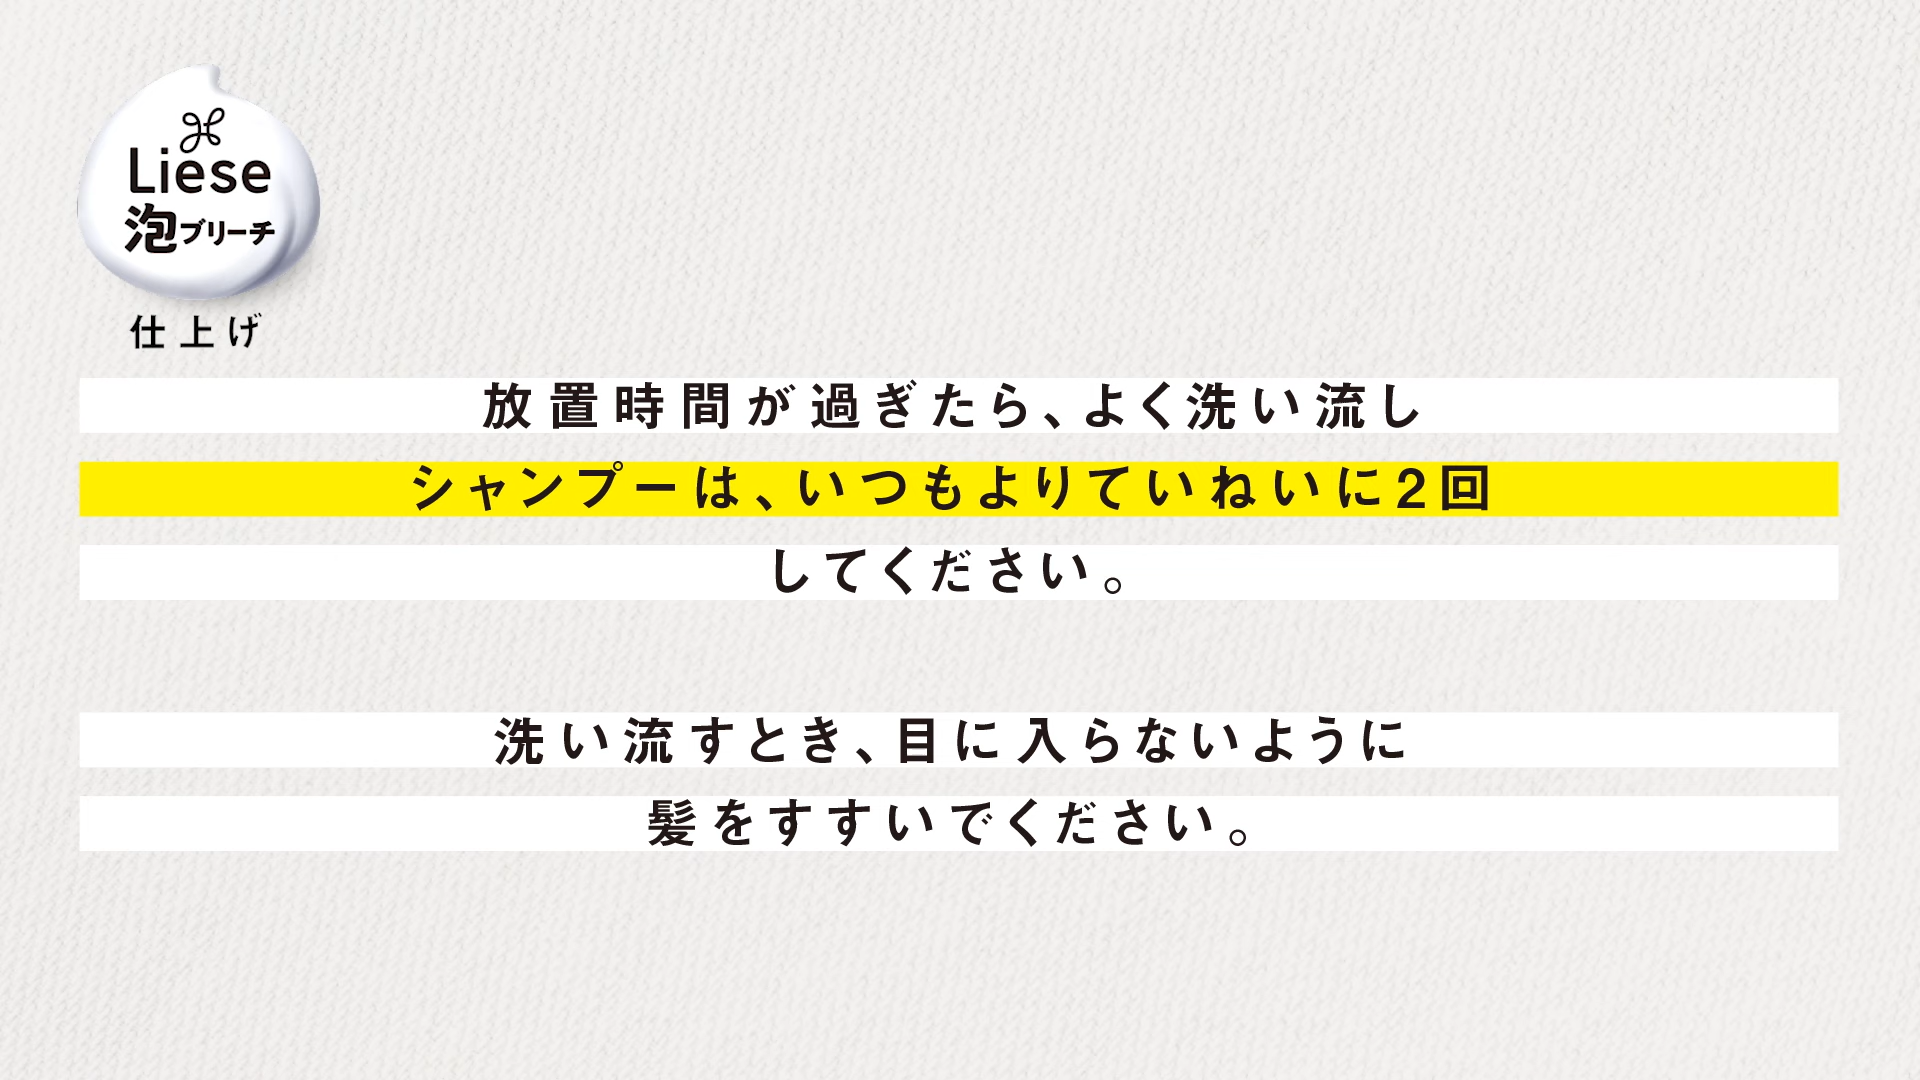 Liese
泡ブリーチ
仕上げ
放置時間が過ぎたら、よく洗い流し
シャンプーは、いつもよりていねいに2回
してください。
洗い流すとき、目に入らないように
髪をすすいでください。